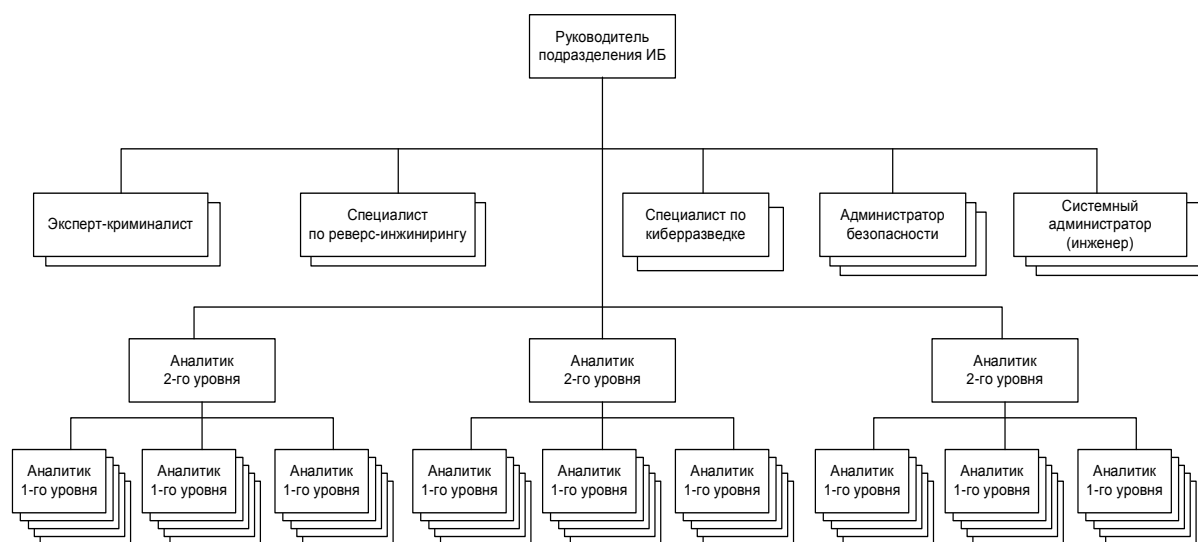 Руководитель
подразделения ИБ
Эксперт-криминалист
Специалист
по реверс-инжинирингу
Специалист по
киберразведке
Администратор
безопасности
Системный
администратор
(инженер)
Аналитик
2-го уровня
Аналитик
2-го уровня
Аналитик
2-го уровня
Аналитик
1-го уровня
Аналитик
1-го уровня
Аналитик
1-го уровня
Аналитик
1-го уровня
Аналитик
1-го уровня
Аналитик
1-го уровня
Аналитик
1-го уровня
Аналитик
1-го уровня
Аналитик
1-го уровня